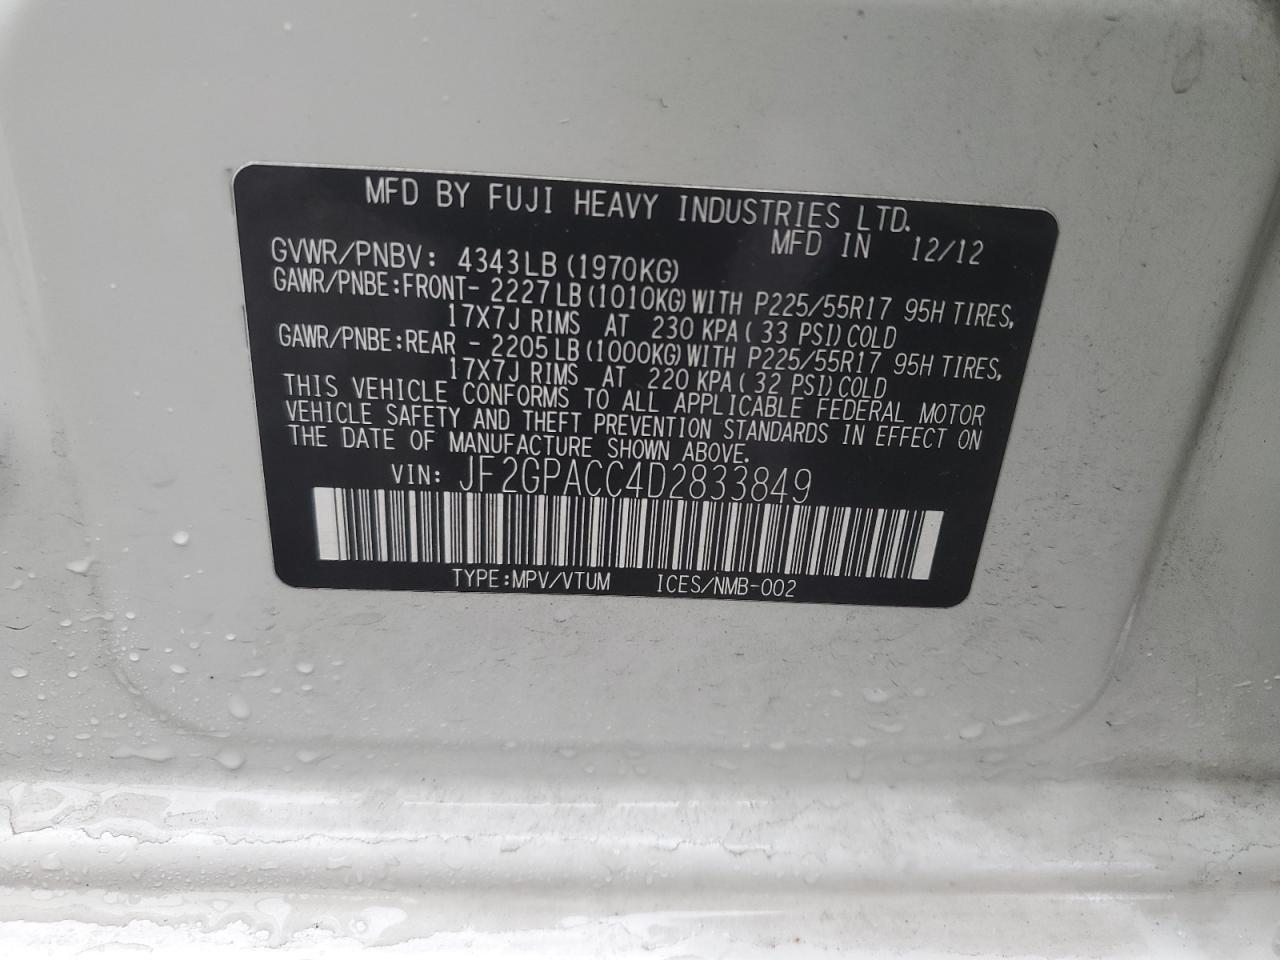 MFD BY FUJI HEAVY INDUSTRIES LTD.
MFD IN 12/12
GVWR/PNBV: 4343LB (1970KG)
GAWR/PNBE:FRONT- 2227LB(1010KG)WITH P225/55R17 95H TIRES,
17X7J RIMS AT 230 KPA( 33 PSI)COLD
GAWR/PNBE:REAR - 2205LB(1000KG)WITH P225/55R17 95H TIRES,
17X7J RIMS AT 220 KPA( 32 PSI)COLD
THIS VEHICLE CONFORMS TO ALL APPLICABLE FEDERAL MOTOR
VEHICLE SAFETY AND THEFT PREVENTION STANDARDS IN EFFECT ON
THE DATE OF MANUFACTURE SHOWN ABOVE.
VIN: JF2GPACC4D2833849
TYPE:MPV/VTUM ICES/NMB-002